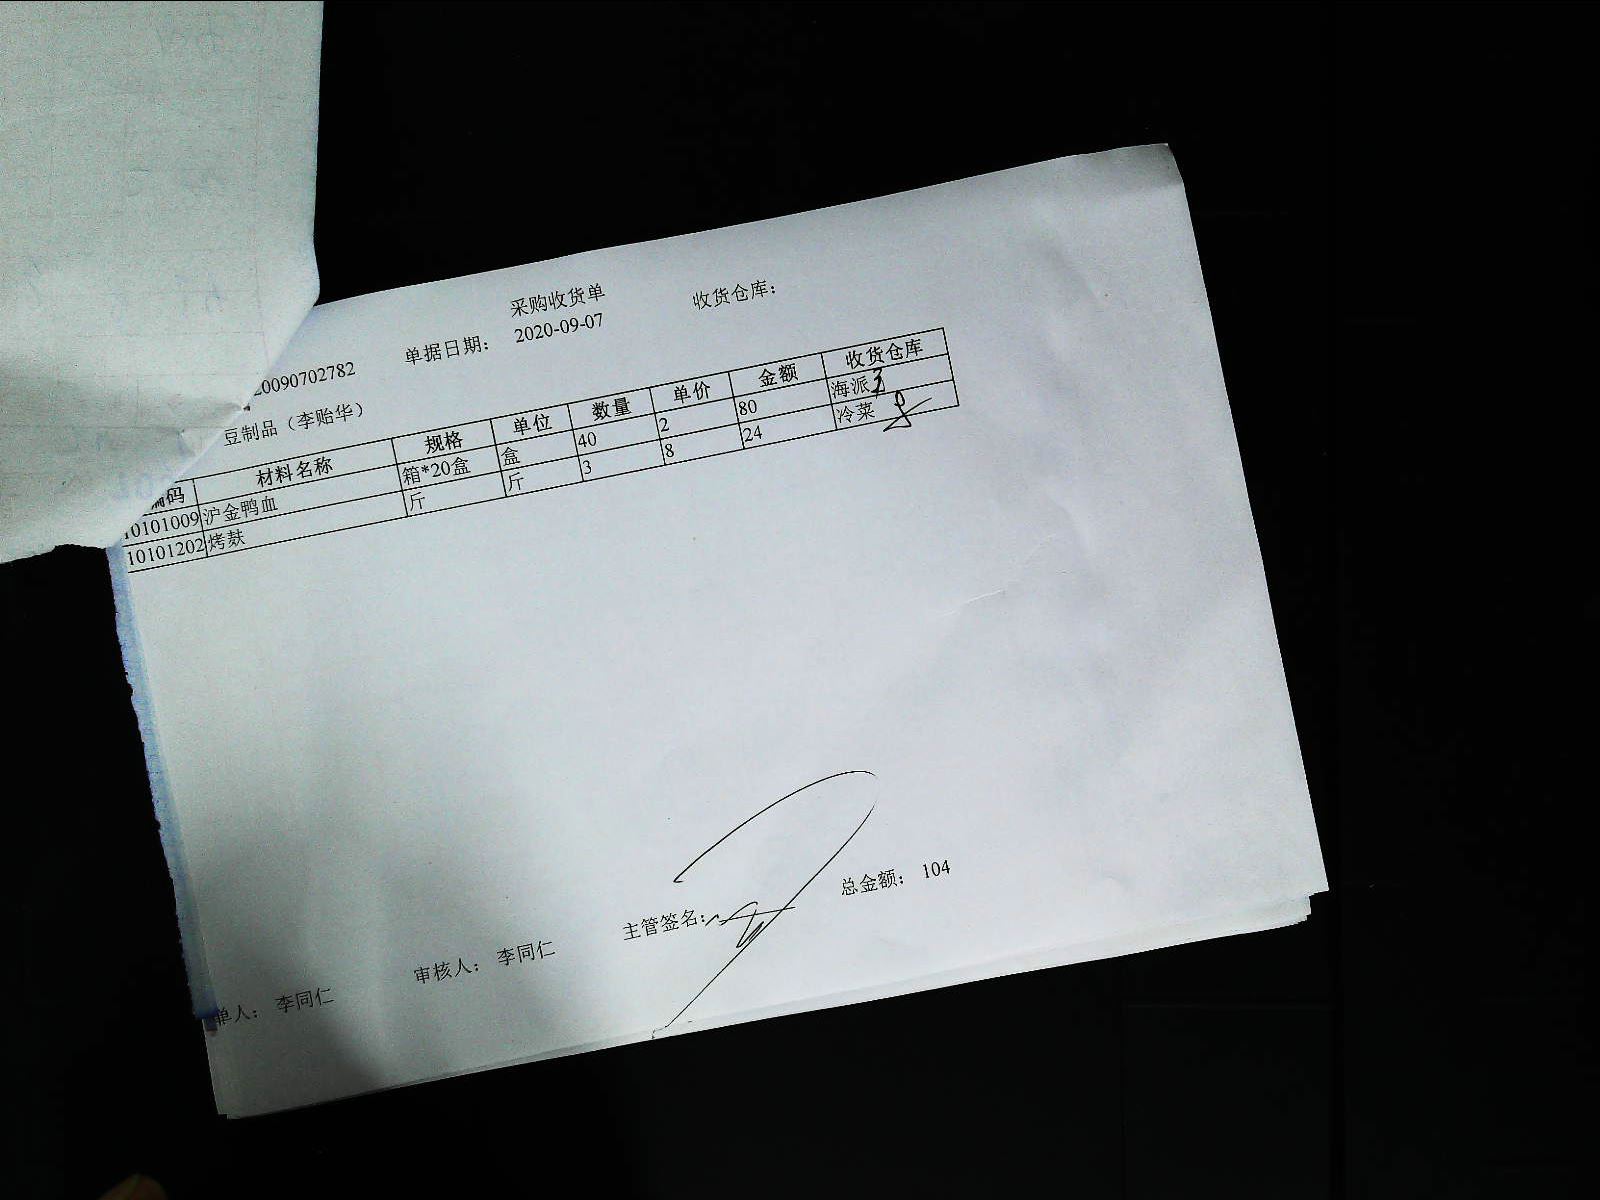 采购收货单
20090702782 单据日期： 2020-09-07 收货仓库：
豆制品（李贻华）
编码 材料名称 规格 单位 数量 单价 金额 收货仓库
10101009 沪金鸭血 箱*20盒 盒 40 2 80 海派
10101202 烤麸 斤 斤 3 8 24 冷菜
单人： 李同仁 审核人： 李同仁 主管签名： 总金额： 104